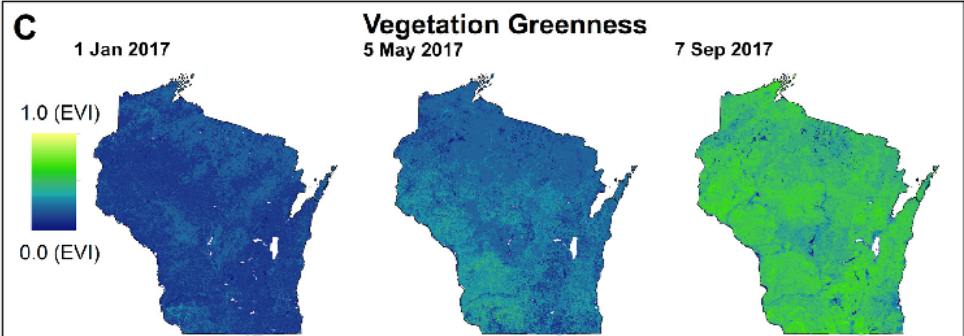 C
Vegetation Greenness
1 Jan 2017
5 May 2017
7 Sep 2017
1.0 (EVI)
0.0 (EVI)